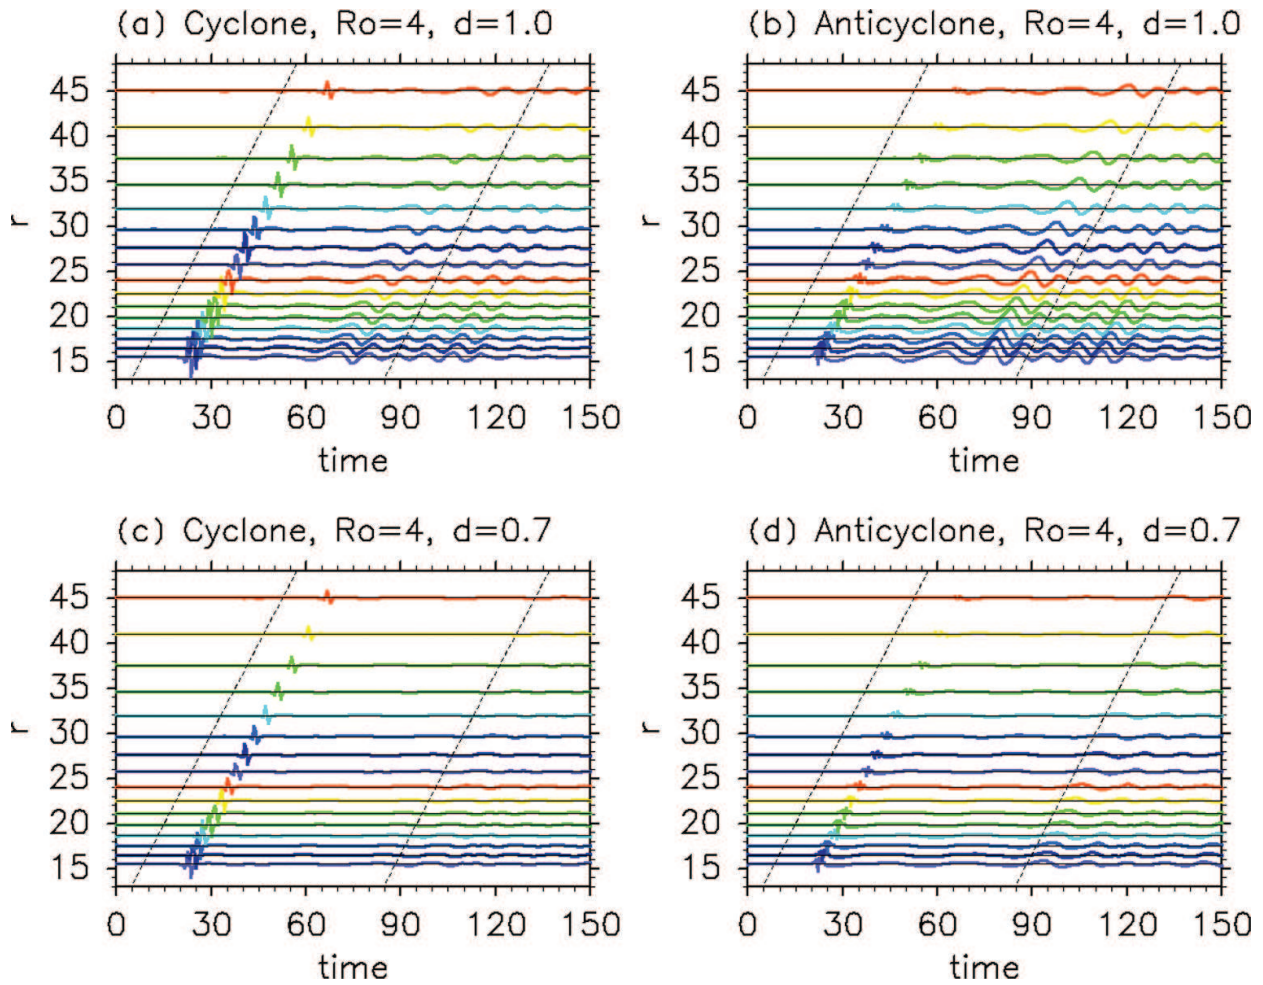 (a) Cyclone, Ro=4, d=1.0
45
40
35
30
25
20
15
r
0 30 60 90 120 150
time
(b) Anticyclone, Ro=4, d=1.0
45
40
35
30
25
20
15
r
0 30 60 90 120 150
time
(c) Cyclone, Ro=4, d=0.7
45
40
35
30
25
20
15
r
0 30 60 90 120 150
time
(d) Anticyclone, Ro=4, d=0.7
45
40
35
30
25
20
15
r
0 30 60 90 120 150
time